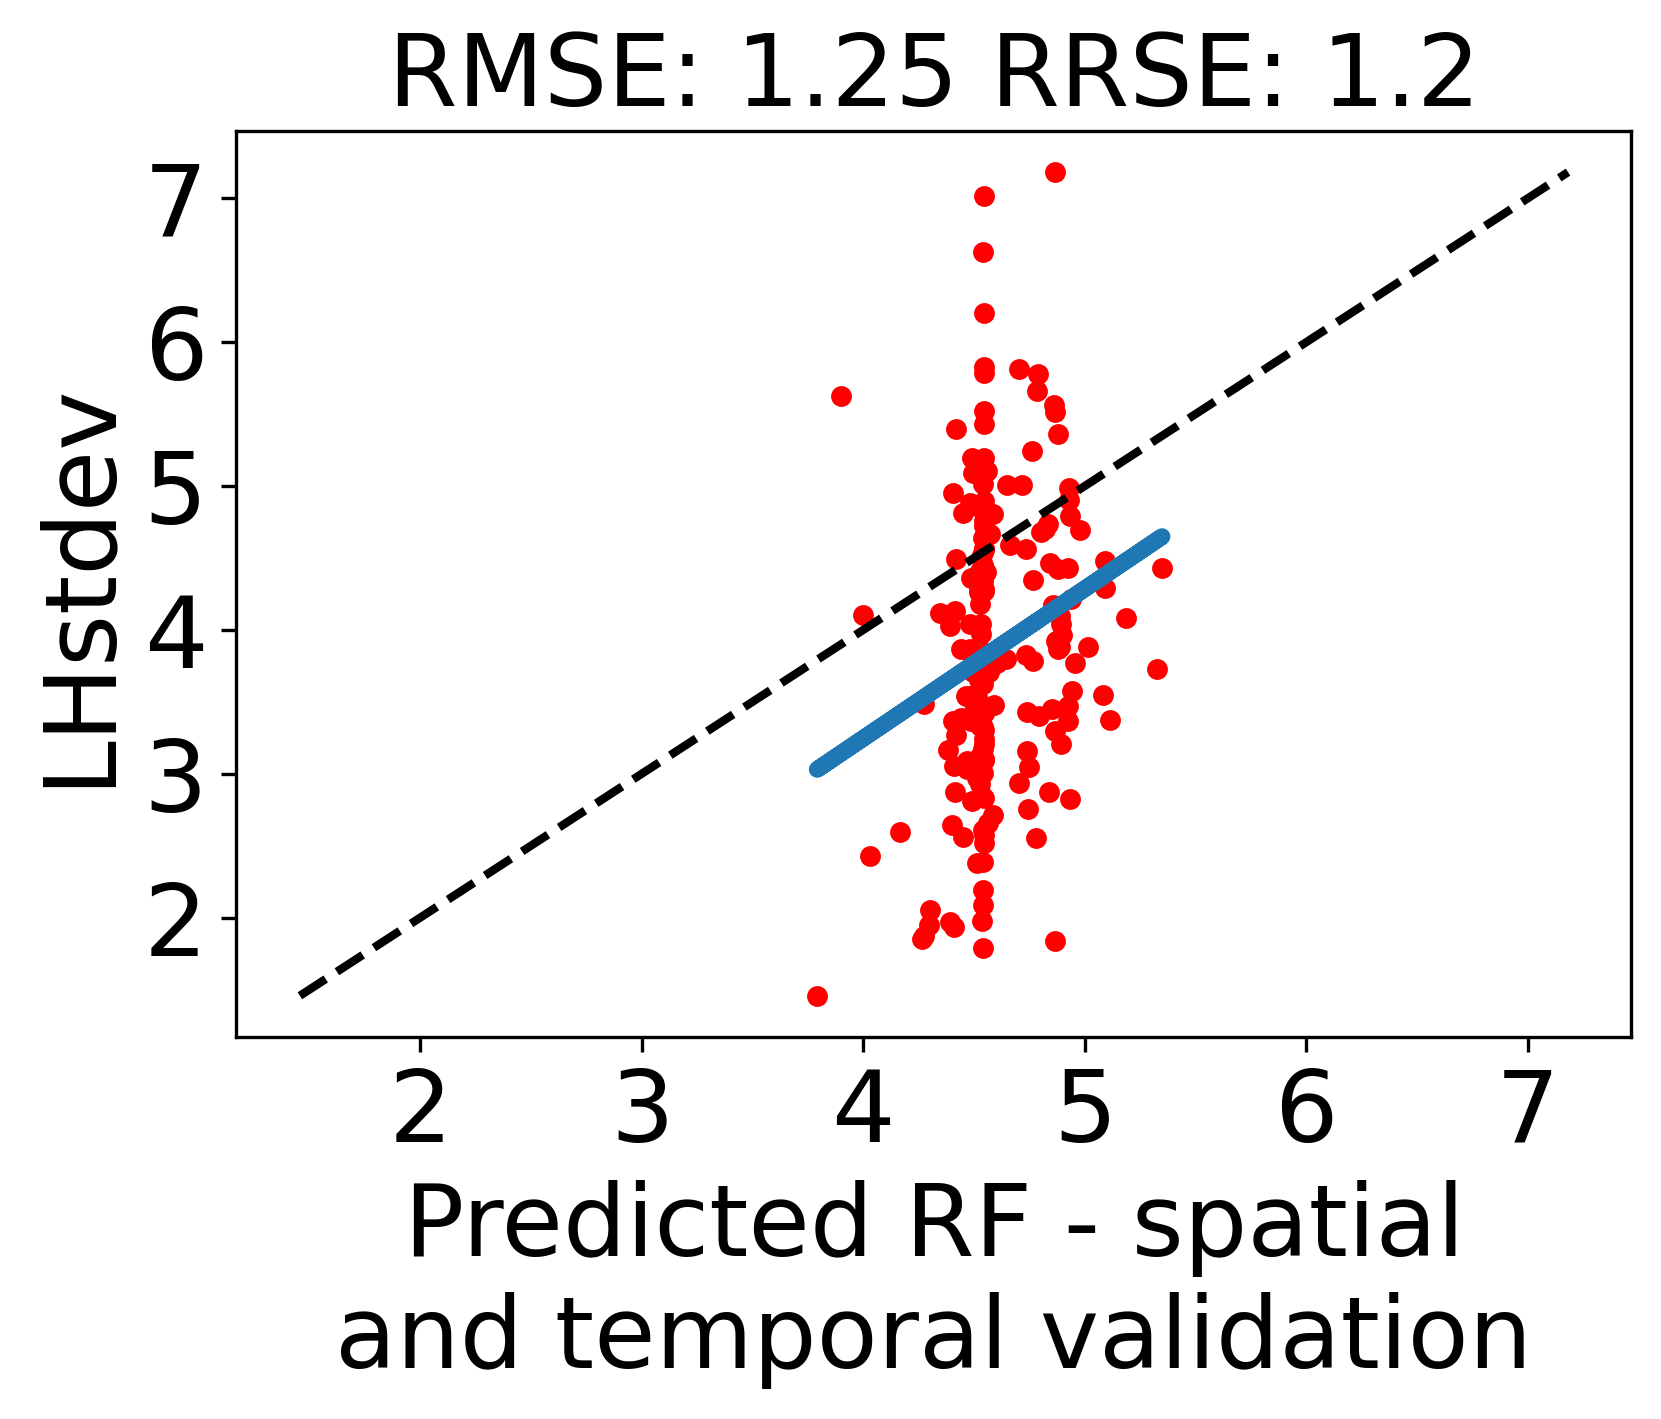 RMSE: 1.25 RRSE: 1.2
LHstdev
7
6
5
4
3
2
2 3 4 5 6 7
Predicted RF - spatial
and temporal validation